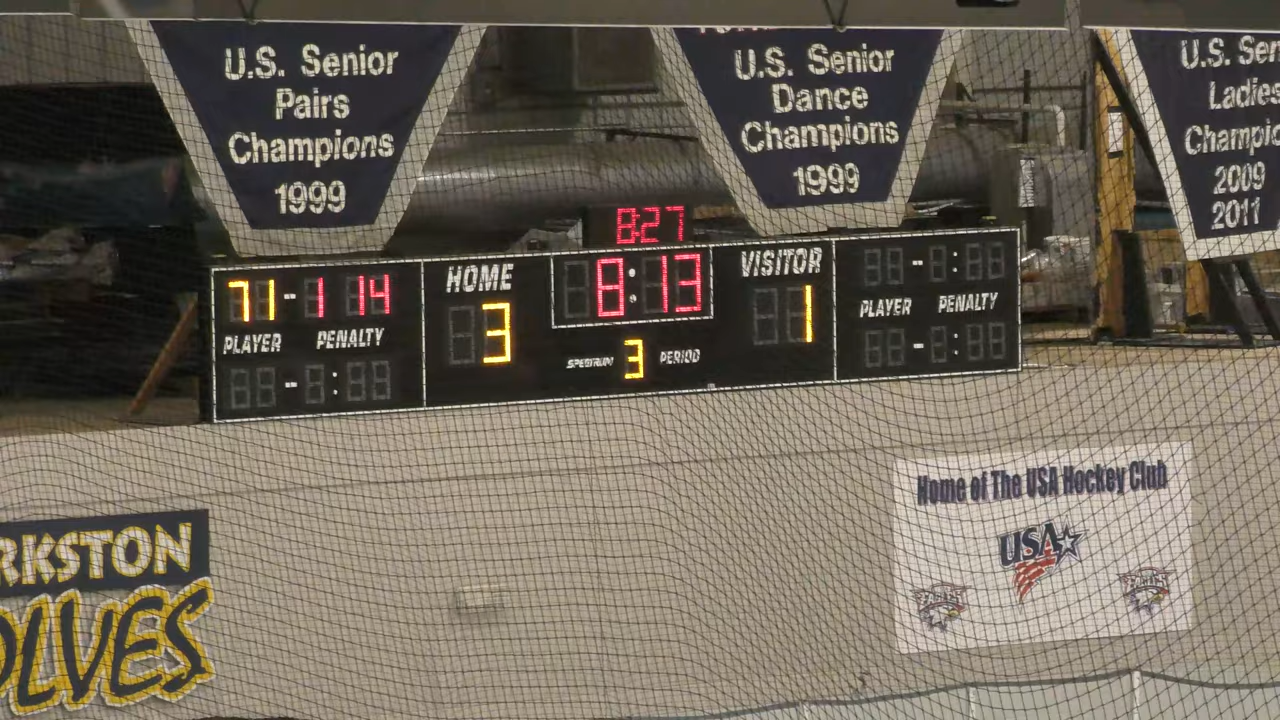 U.S. Senior
Pairs
Champions
1999
U.S. Senior
Dance
Champions
1999
U.S. Sen
Ladies
Champio
2009
2011
8:27
71-1 14
PLAYER PENALTY
HOME
3
8:13
SPECTRUM 3 PERIOD
VISITOR
1
PLAYER PENALTY
Home of The USA Hockey Club
USA
RKSTON
OLVES